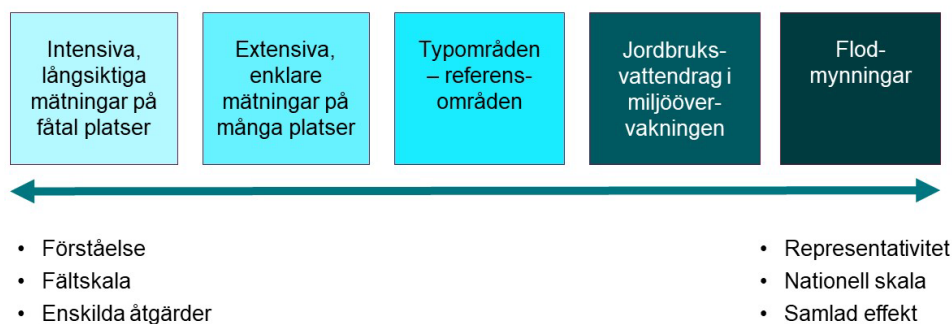 Intensiva,
långsiktiga
mätningar på
fåtal platser
Extensiva,
enklare
mätningar på
många platser
Typområden
– referens-
områden
Jordbruks-
vattendrag i
miljööver-
vakningen
Flod-
mynningar
• Förståelse
• Fältskala
• Enskilda åtgärder
• Representativitet
• Nationell skala
• Samlad effekt